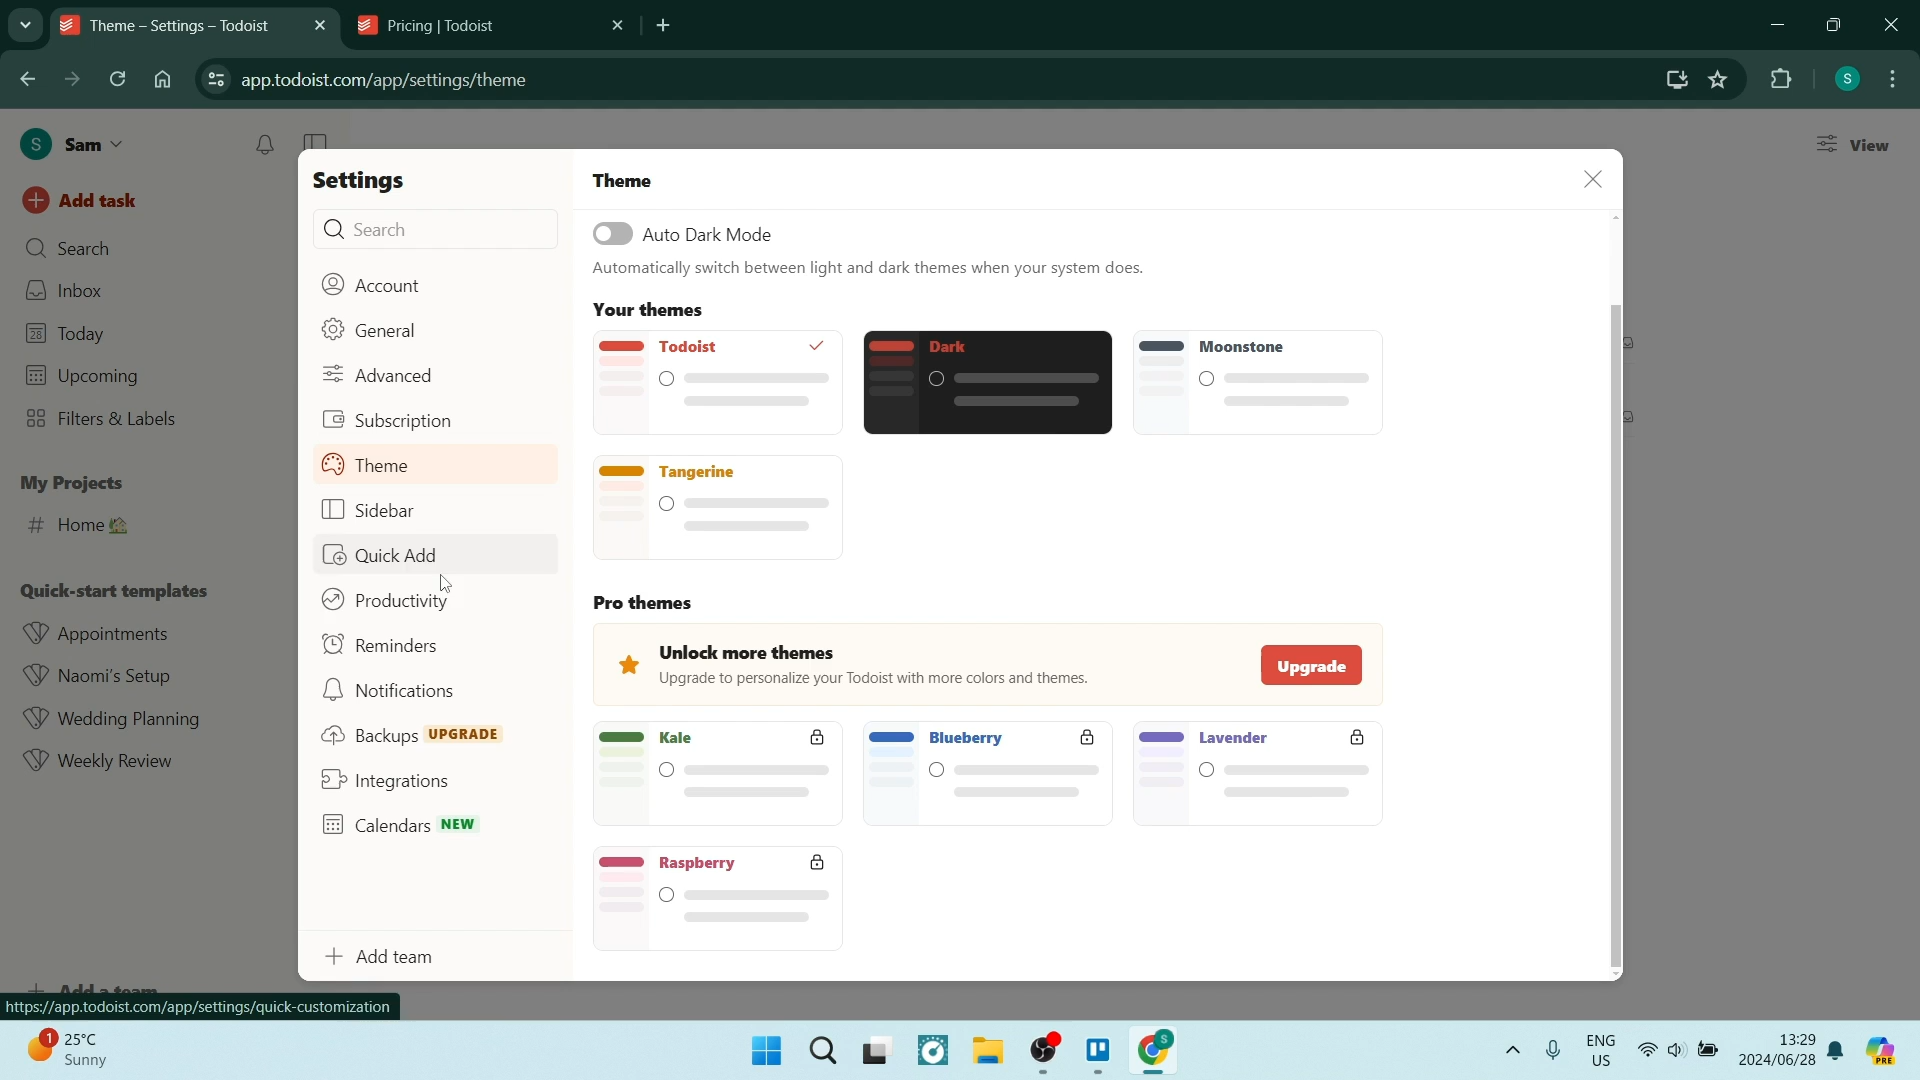 Theme – Settings – Todoist
Pricing | Todoist
app.todoist.com/app/settings/theme
S
S
Sam
View
Add task
Search
Inbox
28
Today
Upcoming
Filters & Labels
My Projects
# Home
Quick-start templates
Appointments
Naomi's Setup
Wedding Planning
Weekly Review
Settings
Search
Account
General
Advanced
Subscription
Theme
Sidebar
Quick Add
Productivity
Reminders
Notifications
Backups UPGRADE
Integrations
Calendars NEW
Add team
Theme
Auto Dark Mode
Automatically switch between light and dark themes when your system does.
Your themes
Todoist
Dark
Moonstone
Tangerine
Pro themes
Unlock more themes
Upgrade to personalize your Todoist with more colors and themes.
Upgrade
Kale
Blueberry
Lavender
Raspberry
Add a team
https://app.todoist.com/app/settings/quick-customization
1
25°C
Sunny
S
ENG
US
13:29
2024/06/28
PRE